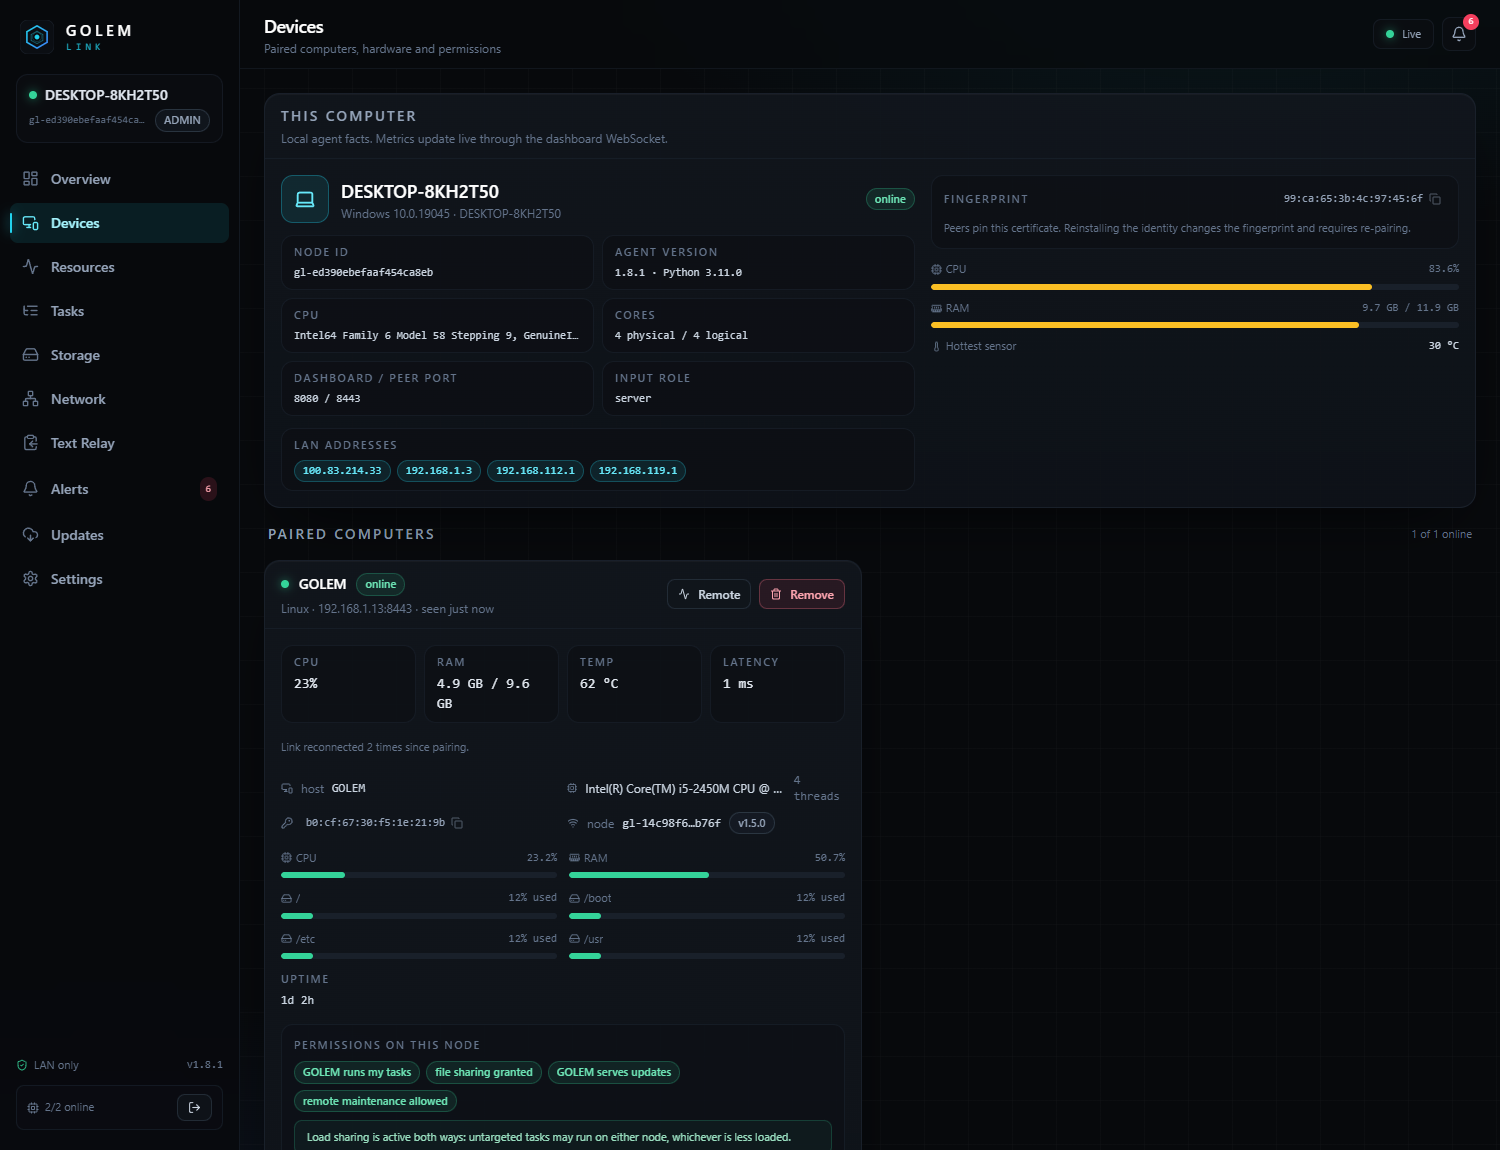 GOLEM
LINK
DESKTOP-8KH2T50
gl-ed390ebefaaf454ca…
ADMIN
Overview
Devices
Resources
Tasks
Storage
Network
Text Relay
Alerts
6
Updates
Settings
LAN only
v1.8.1
2/2 online
Devices
Paired computers, hardware and permissions
Live
6
THIS COMPUTER
Local agent facts. Metrics update live through the dashboard WebSocket.
DESKTOP-8KH2T50
Windows 10.0.19045 · DESKTOP-8KH2T50
online
NODE ID
gl-ed390ebefaaf454ca8eb
AGENT VERSION
1.8.1 · Python 3.11.0
CPU
Intel64 Family 6 Model 58 Stepping 9, GenuineI…
CORES
4 physical / 4 logical
DASHBOARD / PEER PORT
8080 / 8443
INPUT ROLE
server
LAN ADDRESSES
100.83.214.33
192.168.1.3
192.168.112.1
192.168.119.1
FINGERPRINT
99:ca:65:3b:4c:97:45:6f
Peers pin this certificate. Reinstalling the identity changes the fingerprint and requires re-pairing.
CPU
83.6%
RAM
9.7 GB / 11.9 GB
Hottest sensor
30 °C
PAIRED COMPUTERS
1 of 1 online
GOLEM
online
Linux · 192.168.1.13:8443 · seen just now
Remote
Remove
CPU
23%
RAM
4.9 GB / 9.6
GB
TEMP
62 °C
LATENCY
1 ms
Link reconnected 2 times since pairing.
host GOLEM
Intel(R) Core(TM) i5-2450M CPU @ …
4
threads
b0:cf:67:30:f5:1e:21:9b
node gl-14c98f6…b76f
v1.5.0
CPU
23.2%
RAM
50.7%
/
12% used
/boot
12% used
/etc
12% used
/usr
12% used
UPTIME
1d 2h
PERMISSIONS ON THIS NODE
GOLEM runs my tasks
file sharing granted
GOLEM serves updates
remote maintenance allowed
Load sharing is active both ways: untargeted tasks may run on either node, whichever is less loaded.